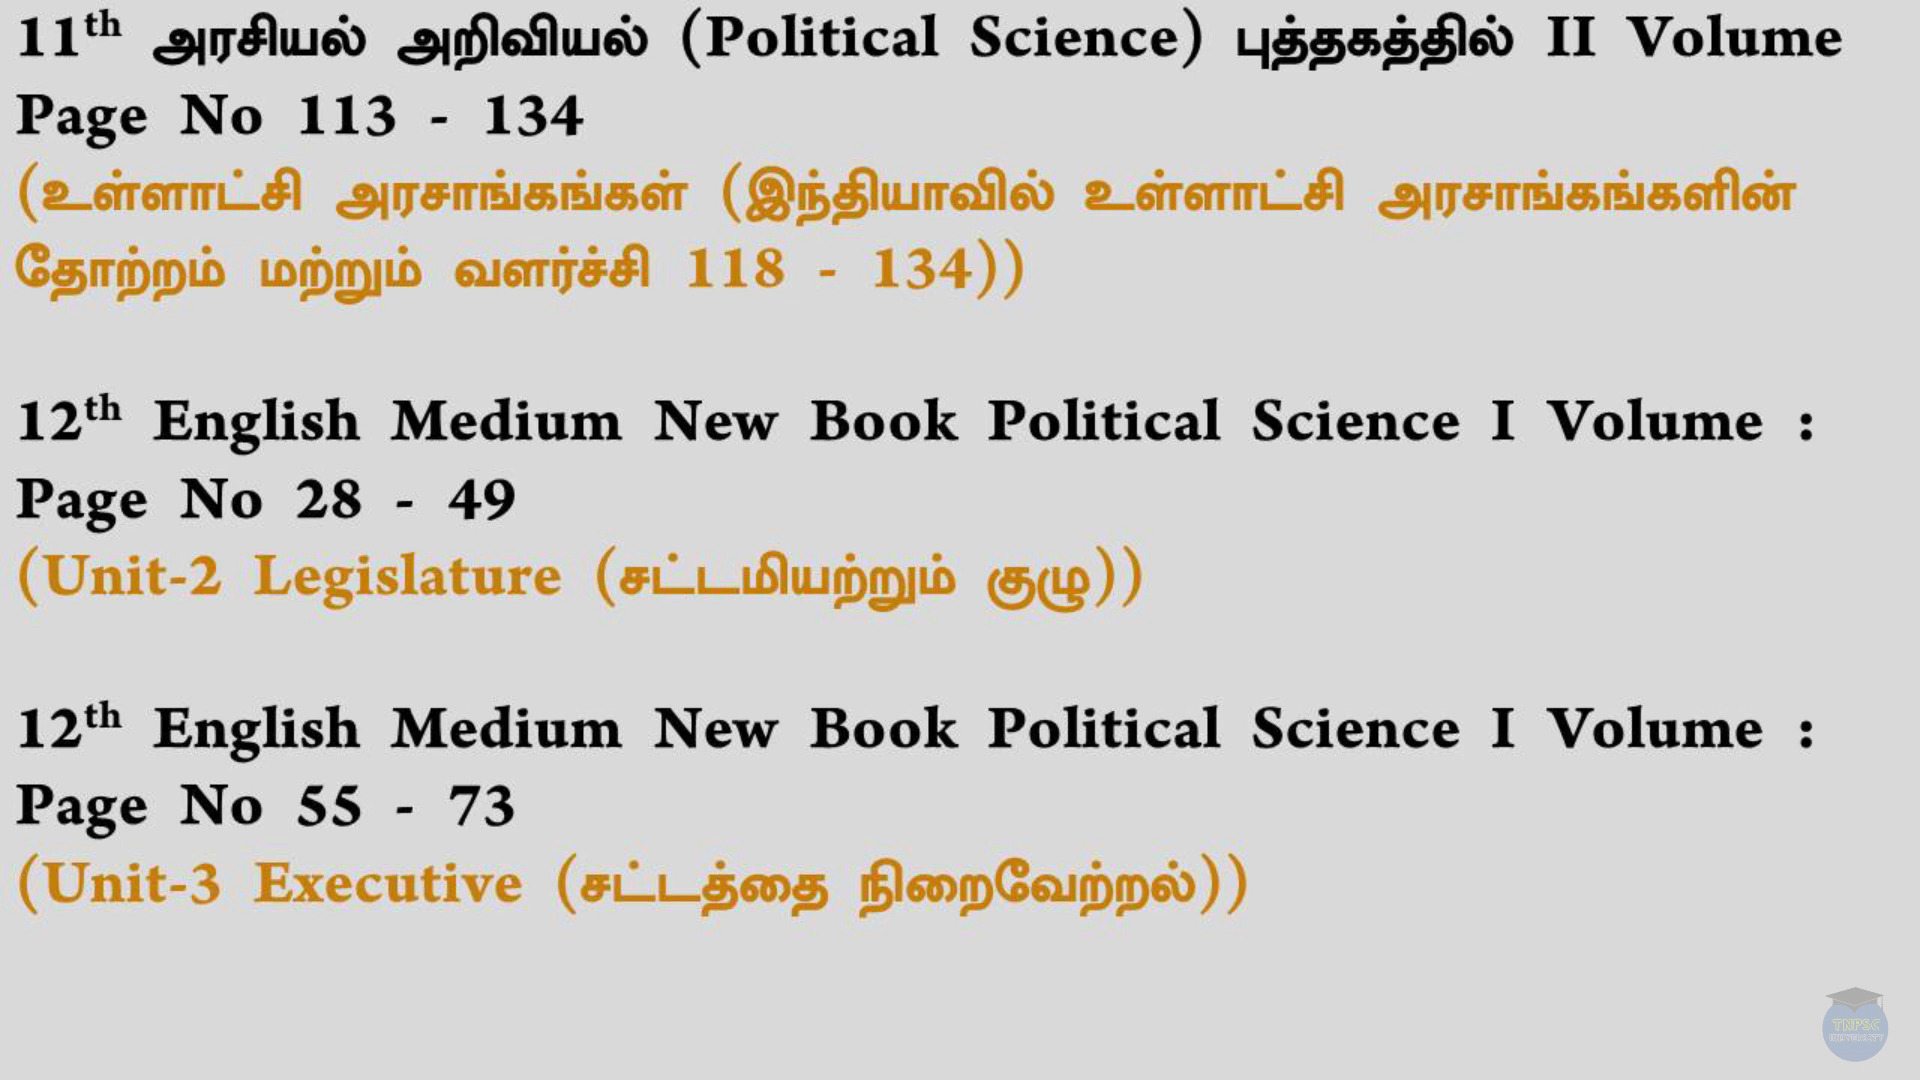 11th அரசியல் அறிவியல் (Political Science) புத்தகத்தில் II Volume
Page No 113 - 134
(உள்ளாட்சி அரசாங்கங்கள் (இந்தியாவில் உள்ளாட்சி அரசாங்கங்களின்
தோற்றம் மற்றும் வளர்ச்சி 118 - 134))
12th English Medium New Book Political Science I Volume :
Page No 28 - 49
(Unit-2 Legislature (சட்டமியற்றும் குழு))
12th English Medium New Book Political Science I Volume :
Page No 55 - 73
(Unit-3 Executive (சட்டத்தை நிறைவேற்றல்))
TNPSC